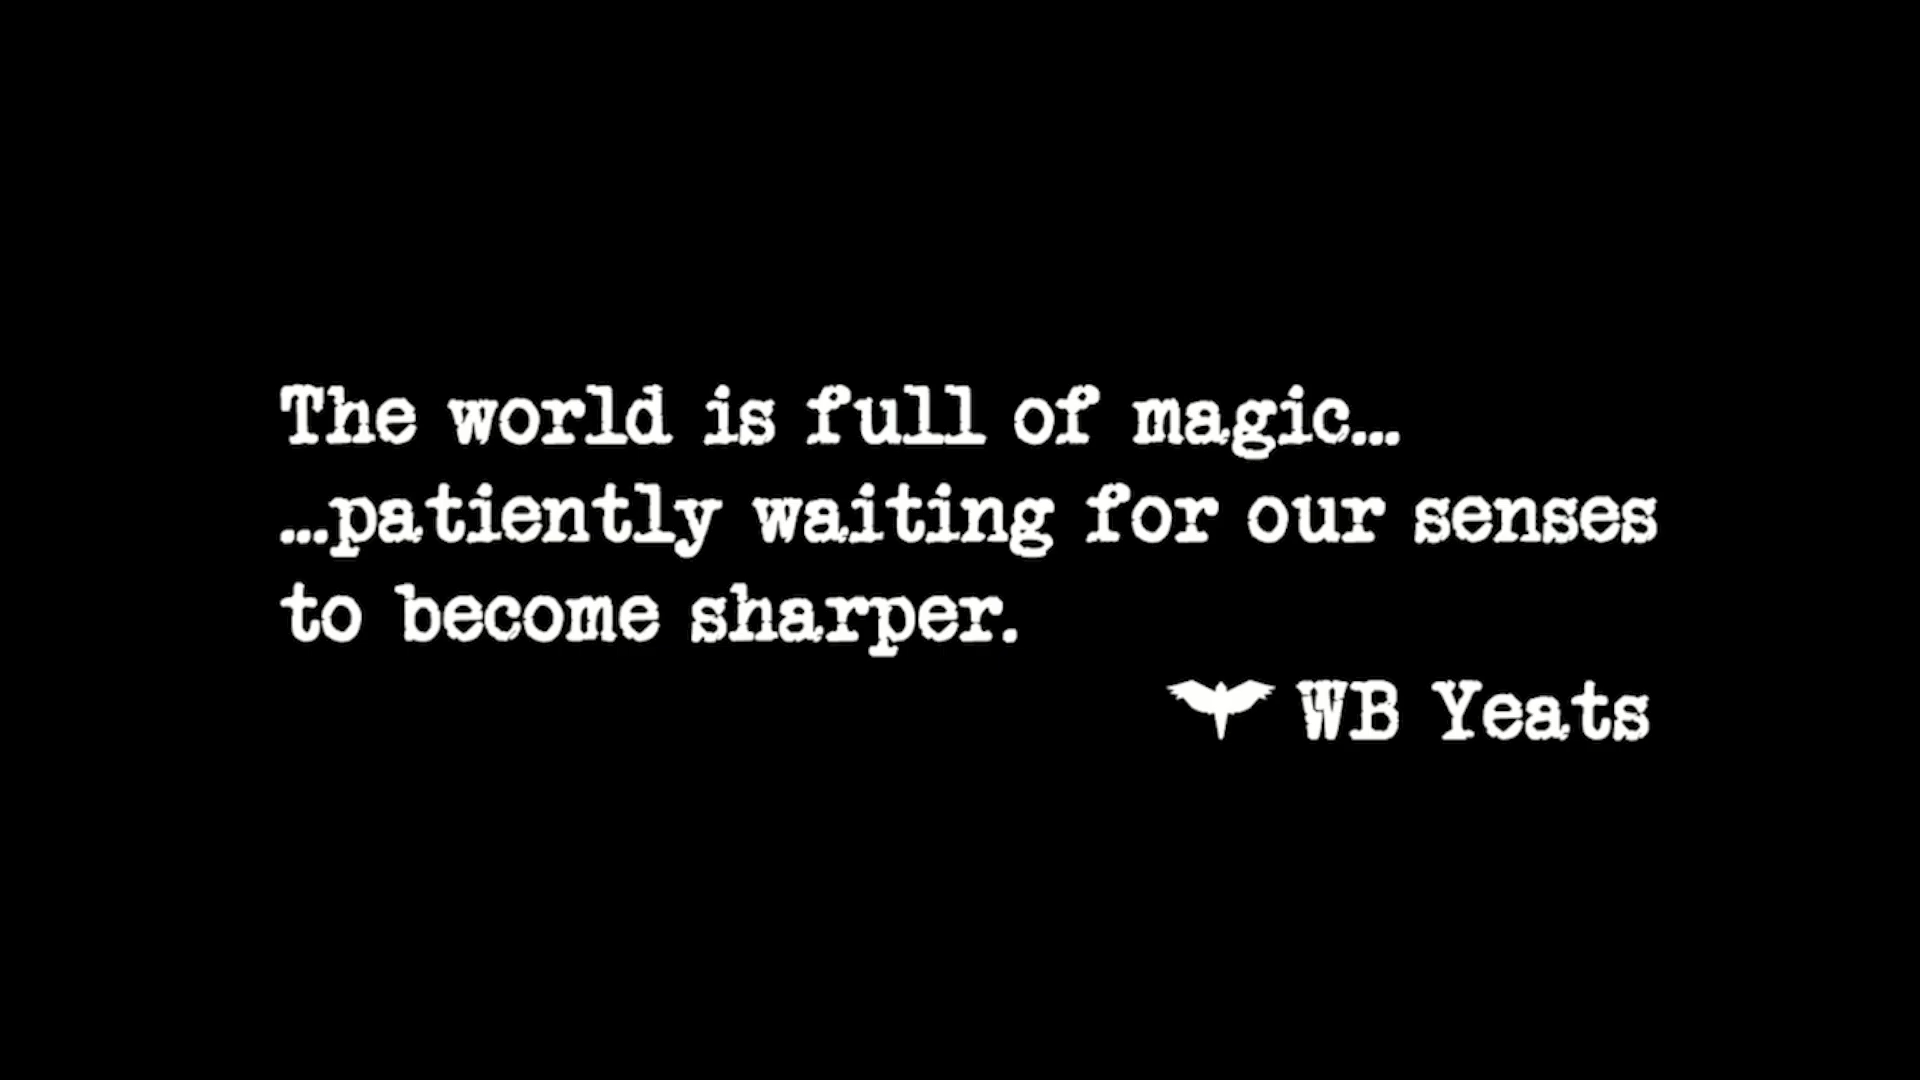 The world is full of magic...
...patiently waiting for our senses
to become sharper.
WB Yeats